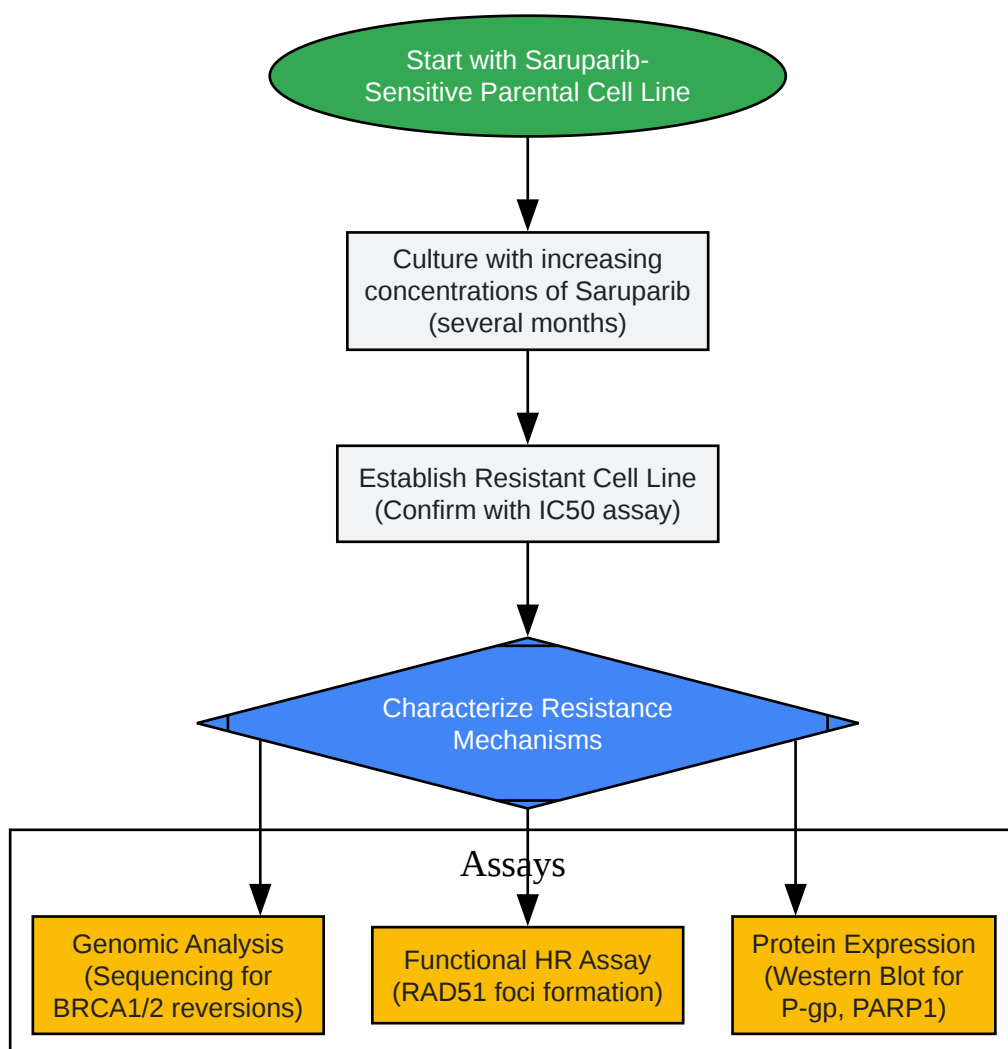 Start with Saruparib-
Sensitive Parental Cell Line
Culture with increasing
concentrations of Saruparib
(several months)
Establish Resistant Cell Line
(Confirm with IC50 assay)
Characterize Resistance
Mechanisms
Assays
Genomic Analysis
(Sequencing for
BRCA1/2 reversions)
Functional HR Assay
(RAD51 foci formation)
Protein Expression
(Western Blot for
P-gp, PARP1)